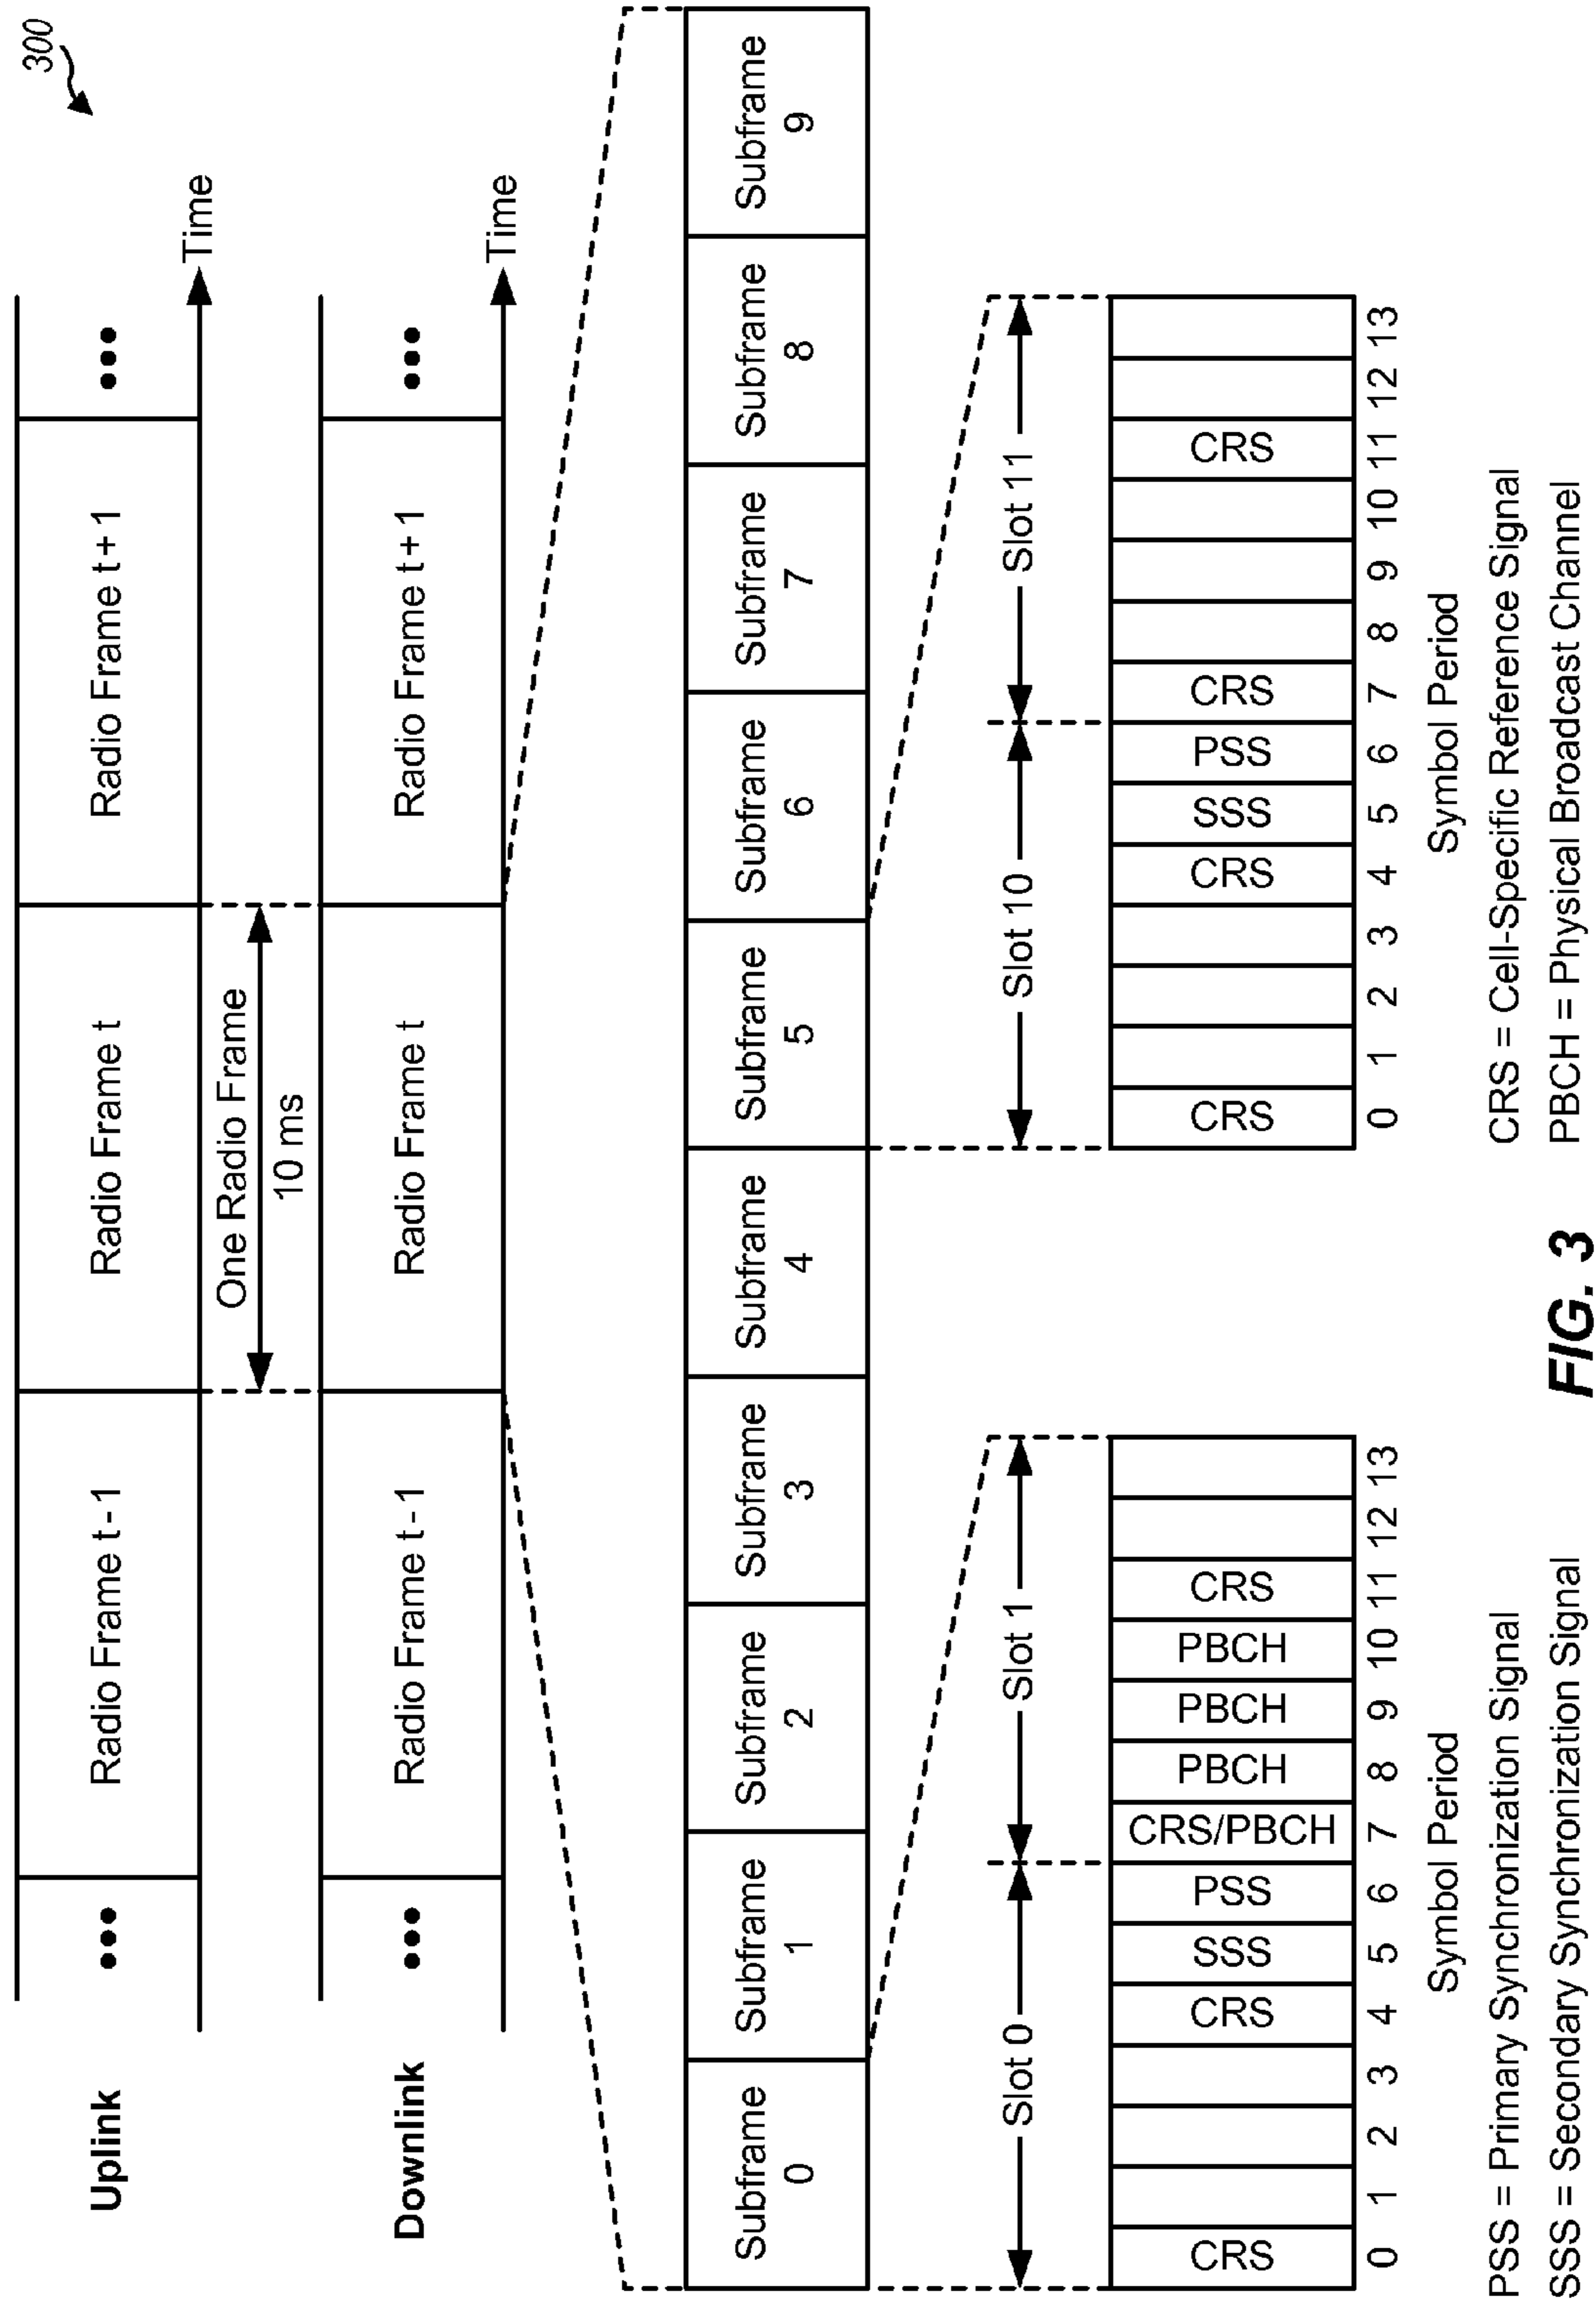 300
Uplink
••• Radio Frame t - 1 Radio Frame t Radio Frame t + 1 •••
Time
One Radio Frame
10 ms
Downlink
••• Radio Frame t - 1 Radio Frame t Radio Frame t + 1 •••
Time
Subframe 0 Subframe 1 Subframe 2 Subframe 3 Subframe 4 Subframe 5 Subframe 6 Subframe 7 Subframe 8 Subframe 9
Slot 0 Slot 1
CRS CRS SSS PSS CRS/PBCH PBCH PBCH PBCH CRS
0 1 2 3 4 5 6 7 8 9 10 11 12 13
Symbol Period
Slot 10 Slot 11
CRS CRS SSS PSS CRS CRS
0 1 2 3 4 5 6 7 8 9 10 11 12 13
Symbol Period
PSS = Primary Synchronization Signal
SSS = Secondary Synchronization Signal
CRS = Cell-Specific Reference Signal
PBCH = Physical Broadcast Channel
FIG. 3